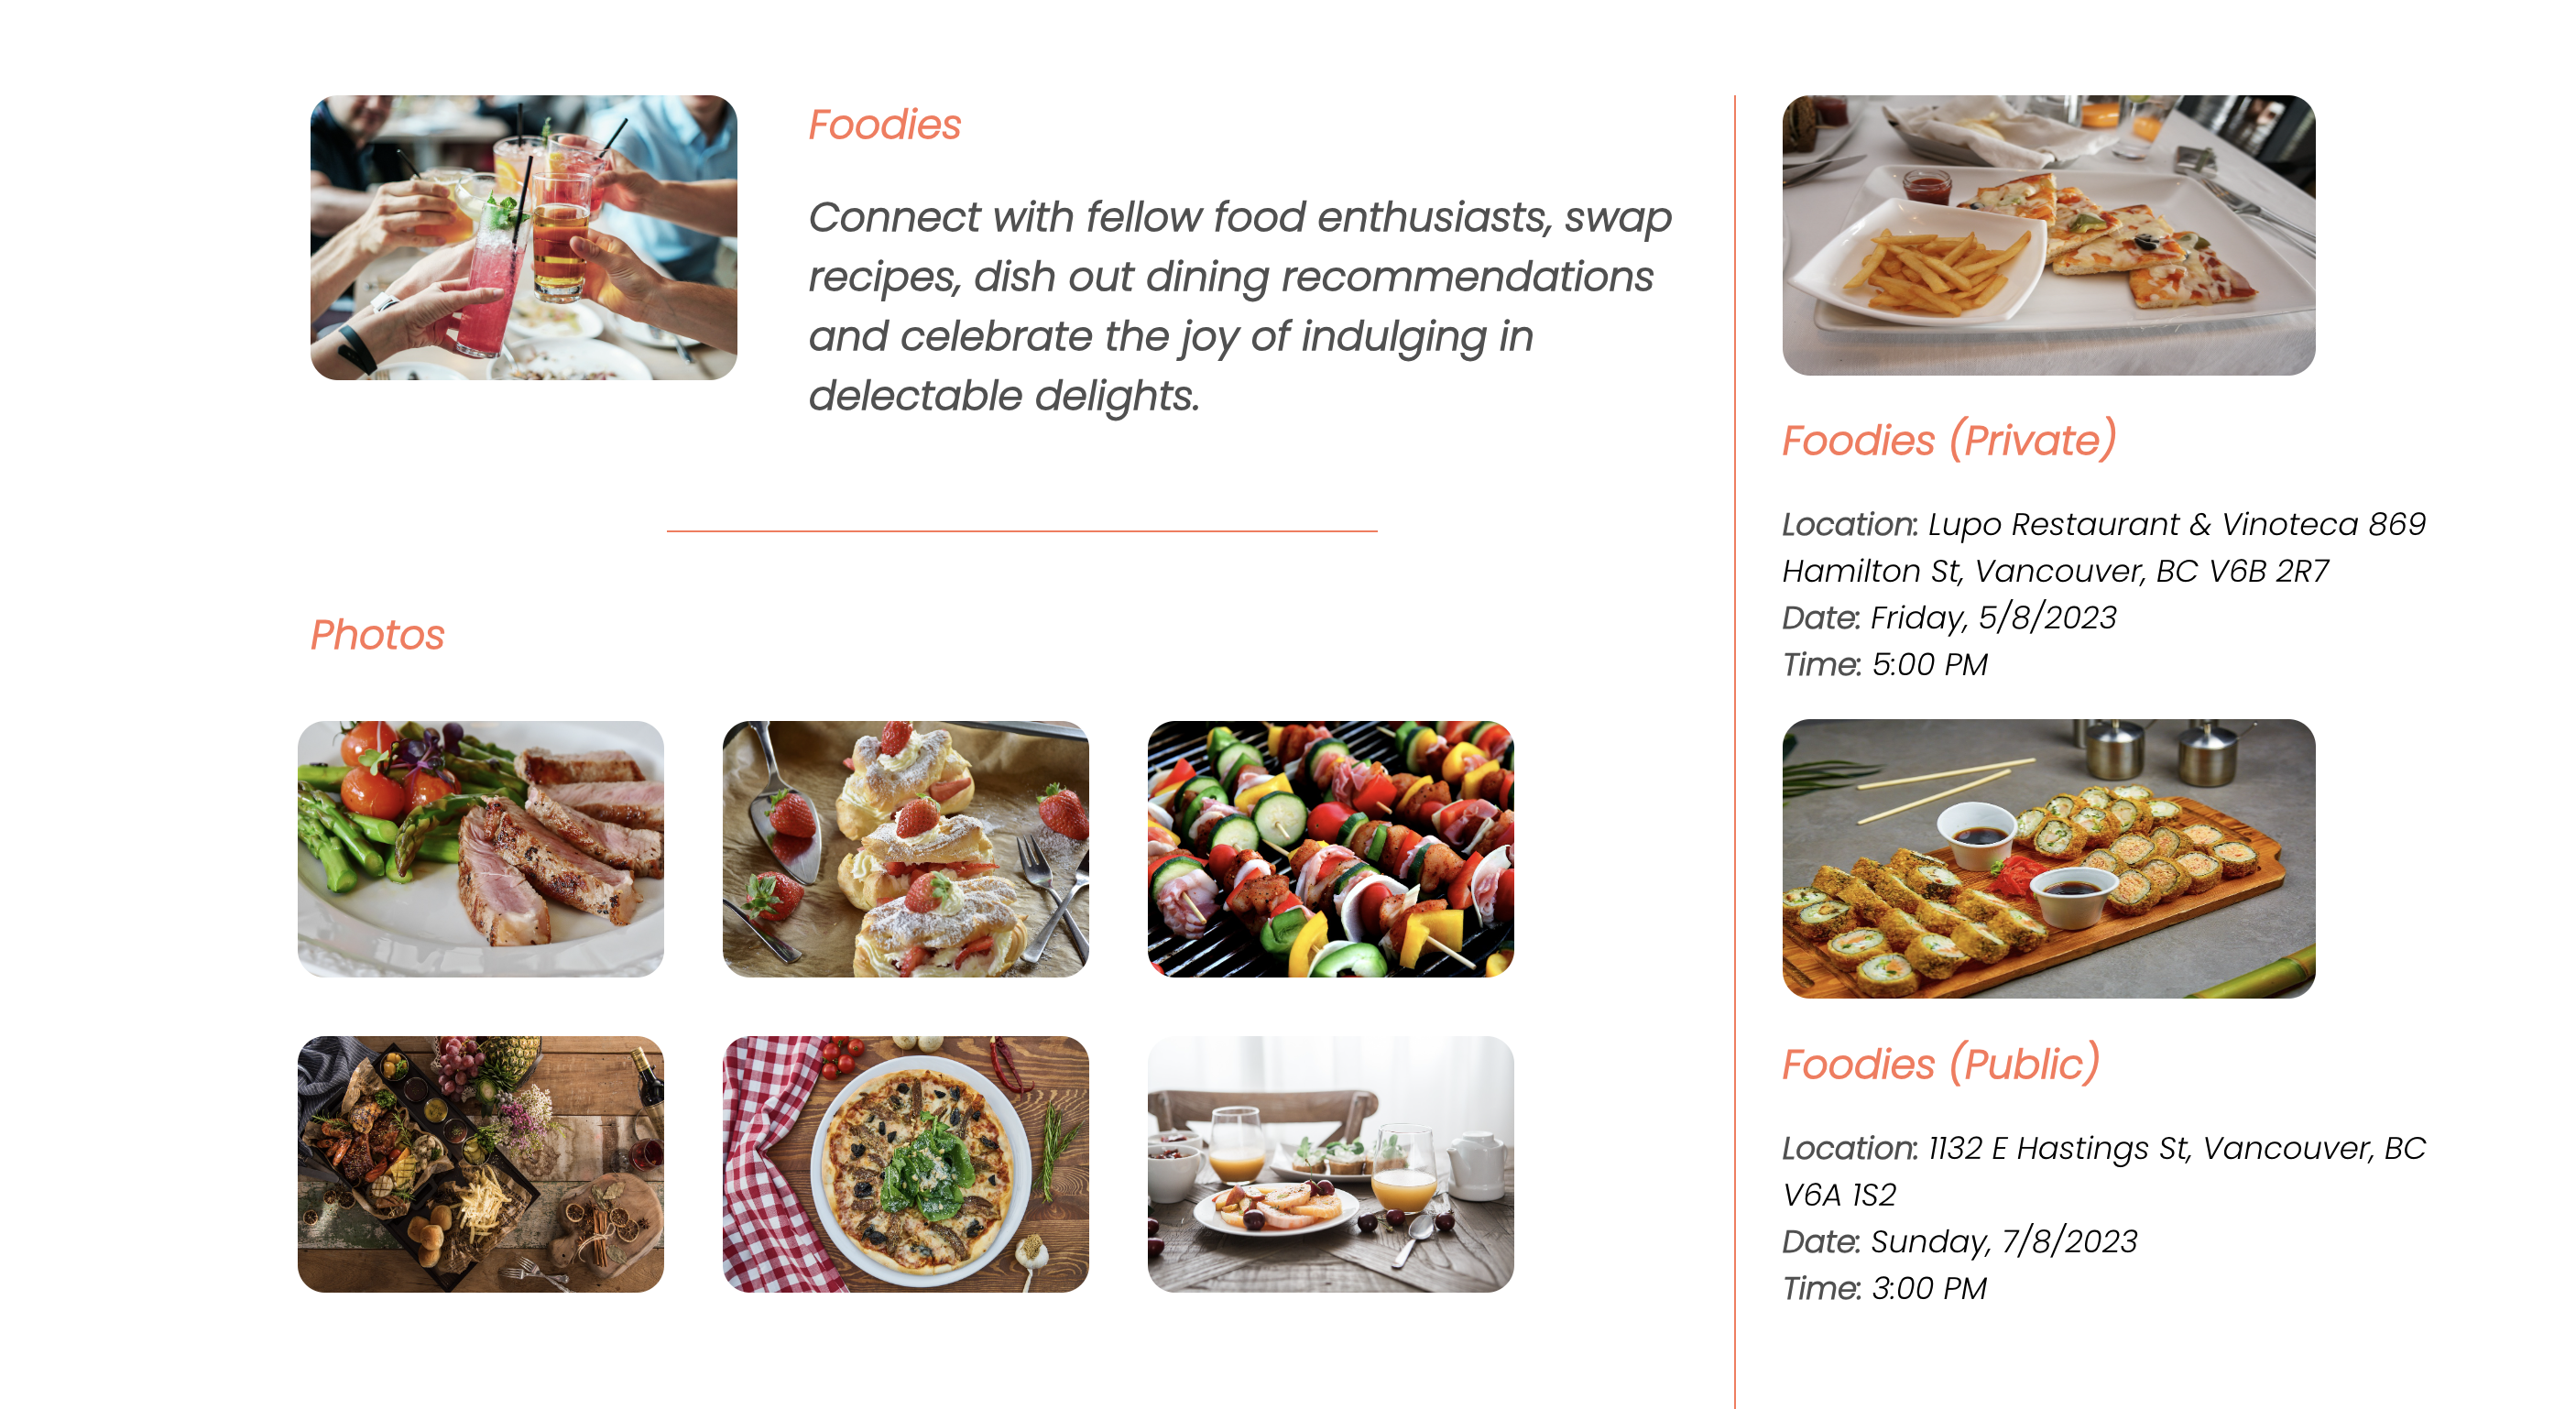 Foodies
Connect with fellow food enthusiasts, swap
recipes, dish out dining recommendations
and celebrate the joy of indulging in
delectable delights.
Photos
Foodies (Private)
Location: Lupo Restaurant & Vinoteca 869
Hamilton St, Vancouver, BC V6B 2R7
Date: Friday, 5/8/2023
Time: 5:00 PM
Foodies (Public)
Location: 1132 E Hastings St, Vancouver, BC
V6A 1S2
Date: Sunday, 7/8/2023
Time: 3:00 PM